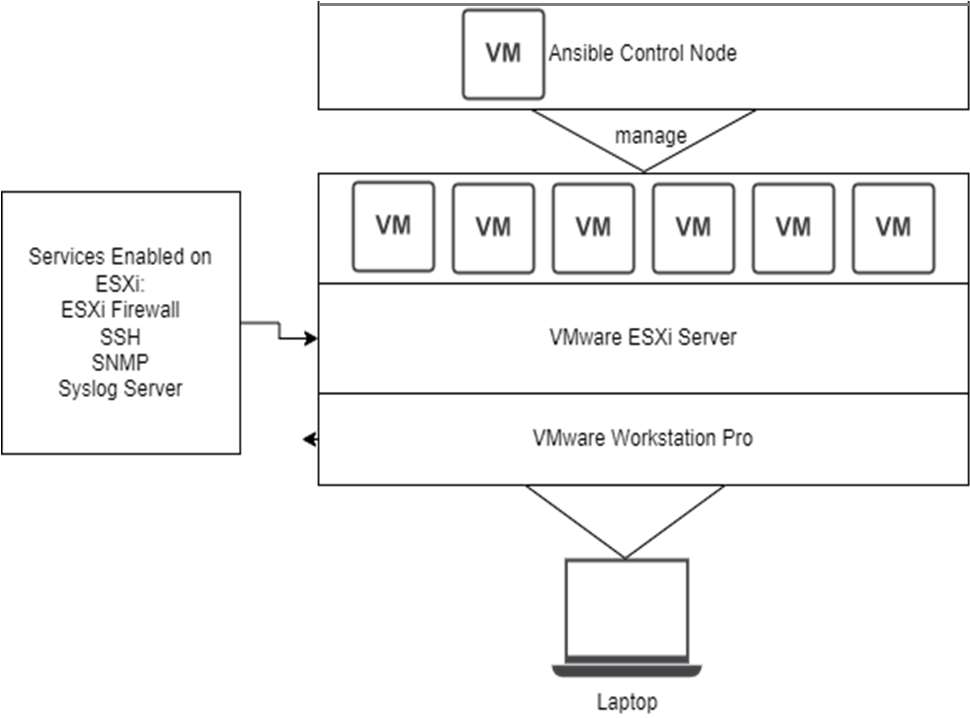 VM
Ansible Control Node
manage
VM VM VM VM VM VM
Services Enabled on
ESXi:
ESXi Firewall
SSH
SNMP
Syslog Server
VMware ESXi Server
VMware Workstation Pro
Laptop